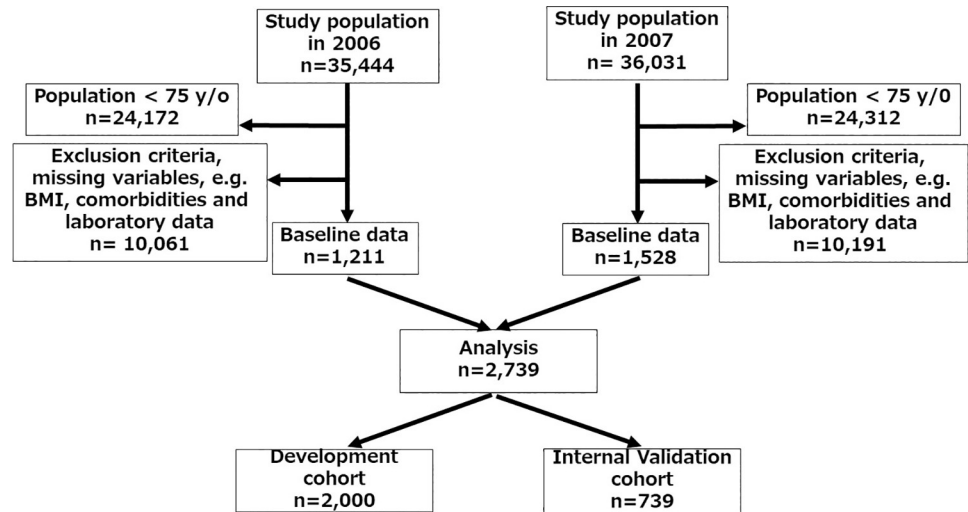 Study population
in 2006
n=35,444
Study population
in 2007
n= 36,031
Population < 75 y/o
n=24,172
Population < 75 y/0
n=24,312
Exclusion criteria,
missing variables, e.g.
BMI, comorbidities and
laboratory data
n= 10,061
Exclusion criteria,
missing variables, e.g.
BMI, comorbidities and
laboratory data
n=10,191
Baseline data
n=1,211
Baseline data
n=1,528
Analysis
n=2,739
Development
cohort
n=2,000
Internal Validation
cohort
n=739